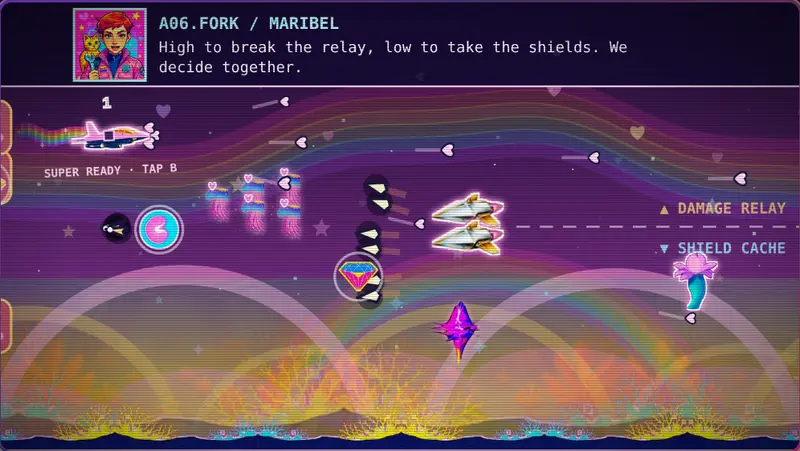 A06.FORK / MARIBEL
High to break the relay, low to take the shields. We
decide together.
1
SUPER READY · TAP B
▲ DAMAGE RELAY
▼ SHIELD CACHE